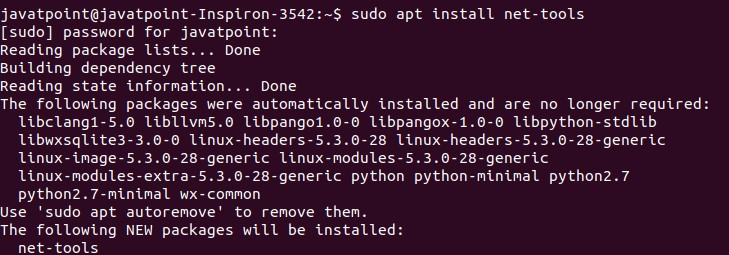 javatpoint@javatpoint-Inspiron-3542:~$ sudo apt install net-tools
[sudo] password for javatpoint:
Reading package lists... Done
Building dependency tree
Reading state information... Done
The following packages were automatically installed and are no longer required:
  libclang1-5.0 libllvm5.0 libpango1.0-0 libpangox-1.0-0 libpython-stdlib
  libwxsqlite3-3.0-0 linux-headers-5.3.0-28 linux-headers-5.3.0-28-generic
  linux-image-5.3.0-28-generic linux-modules-5.3.0-28-generic
  linux-modules-extra-5.3.0-28-generic python python-minimal python2.7
  python2.7-minimal wx-common
Use 'sudo apt autoremove' to remove them.
The following NEW packages will be installed:
  net-tools